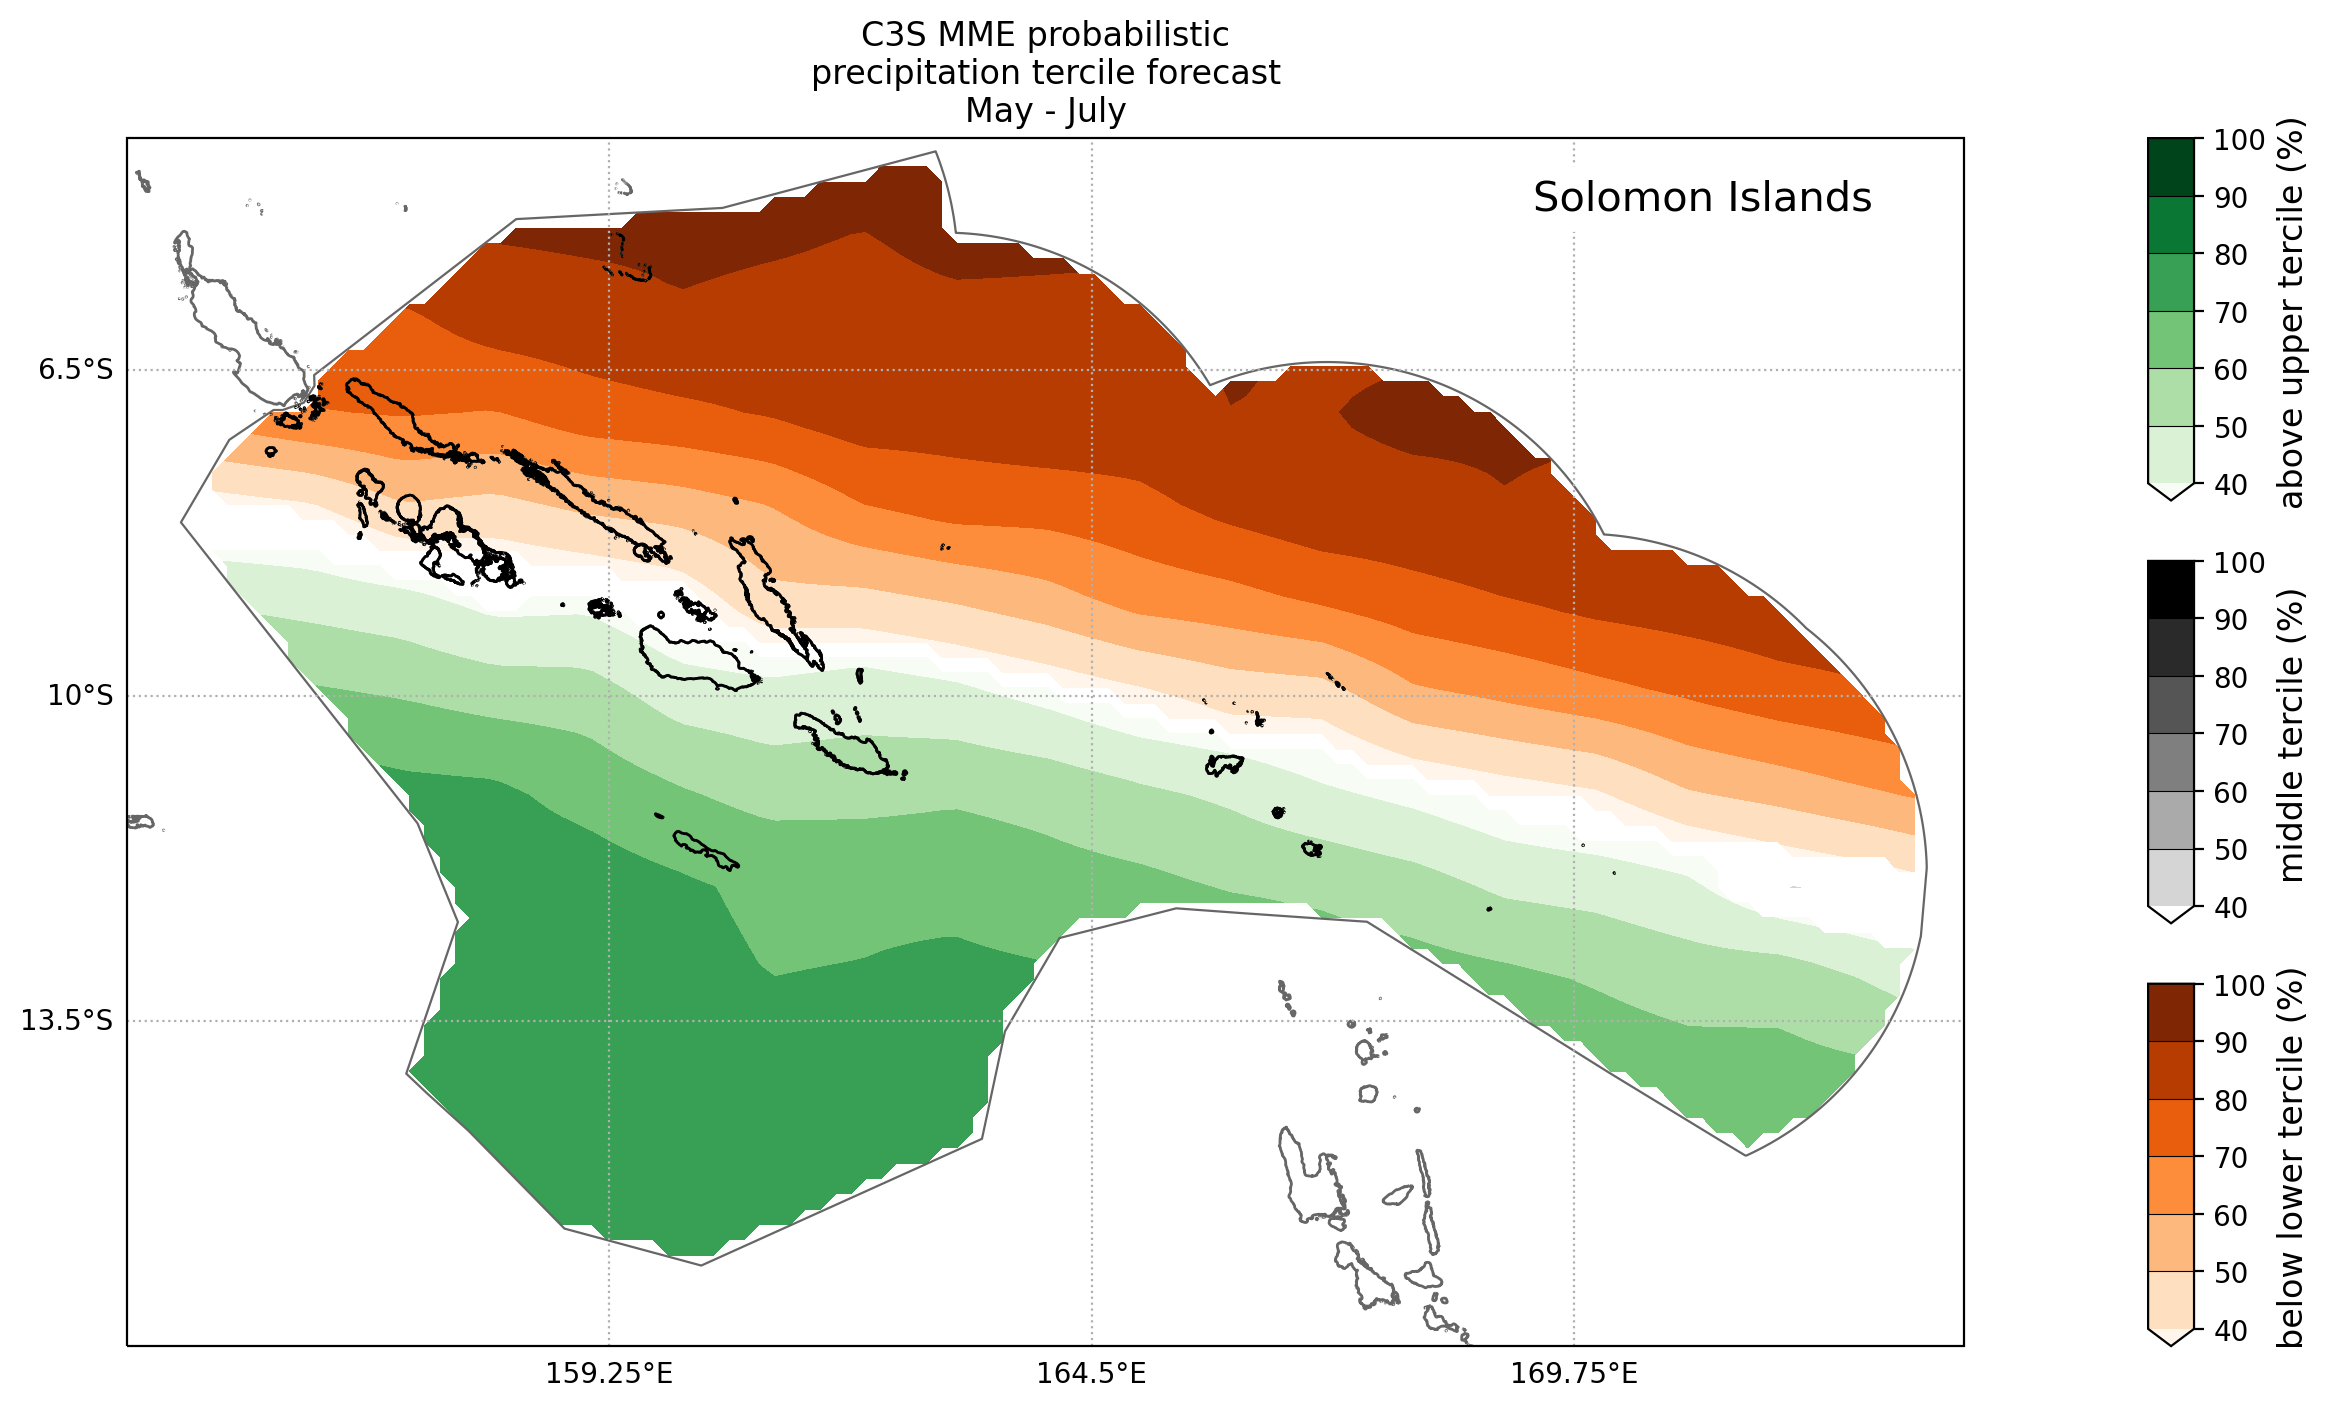 C3S MME probabilistic
precipitation tercile forecast
May - July
Solomon Islands
6.5°S
10°S
13.5°S
159.25°E
164.5°E
169.75°E
100
90
80
70
60
50
40
above upper tercile (%)
100
90
80
70
60
50
40
middle tercile (%)
100
90
80
70
60
50
40
below lower tercile (%)